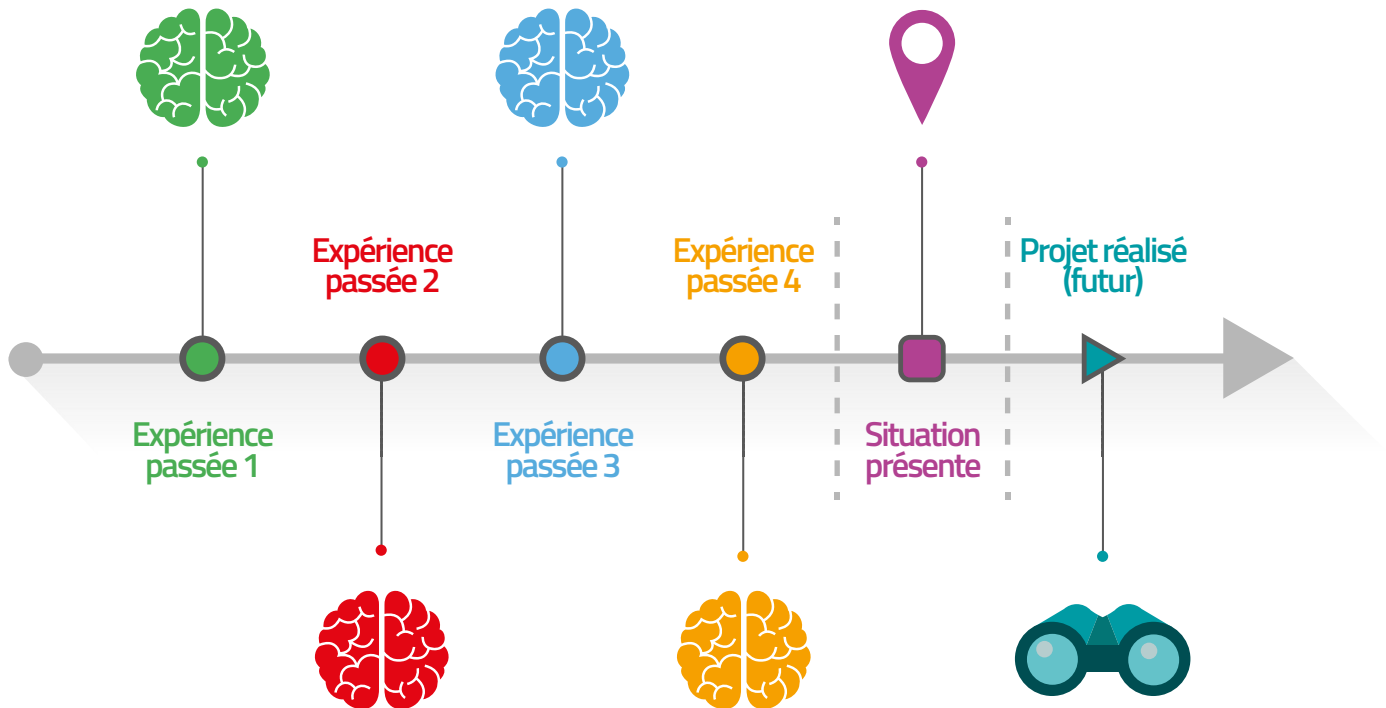 Expérience
passée 1
Expérience
passée 2
Expérience
passée 3
Expérience
passée 4
Situation
présente
Projet réalisé
(futur)